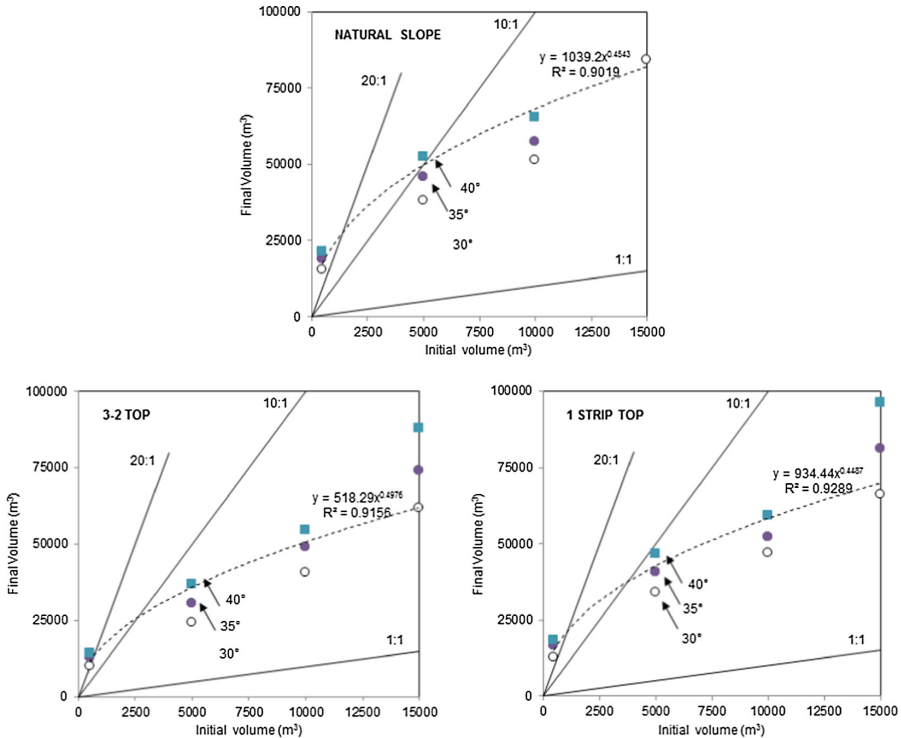 NATURAL SLOPE
100000
75000
50000
25000
0
Final Volume (m³)
20:1
10:1
1:1
y = 1039.2x^0.4543
R² = 0.9019
40°
35°
30°
0 2500 5000 7500 10000 12500 15000
Initial volume (m³)
3-2 TOP
100000
75000
50000
25000
0
Final Volume (m³)
20:1
10:1
1:1
y = 518.29x^0.4976
R² = 0.9156
40°
35°
30°
0 2500 5000 7500 10000 12500 15000
Initial volume (m³)
1 STRIP TOP
100000
75000
50000
25000
0
Final Volume (m³)
20:1
10:1
1:1
y = 934.44x^0.4487
R² = 0.9289
40°
35°
30°
0 2500 5000 7500 10000 12500 15000
Initial volume (m³)